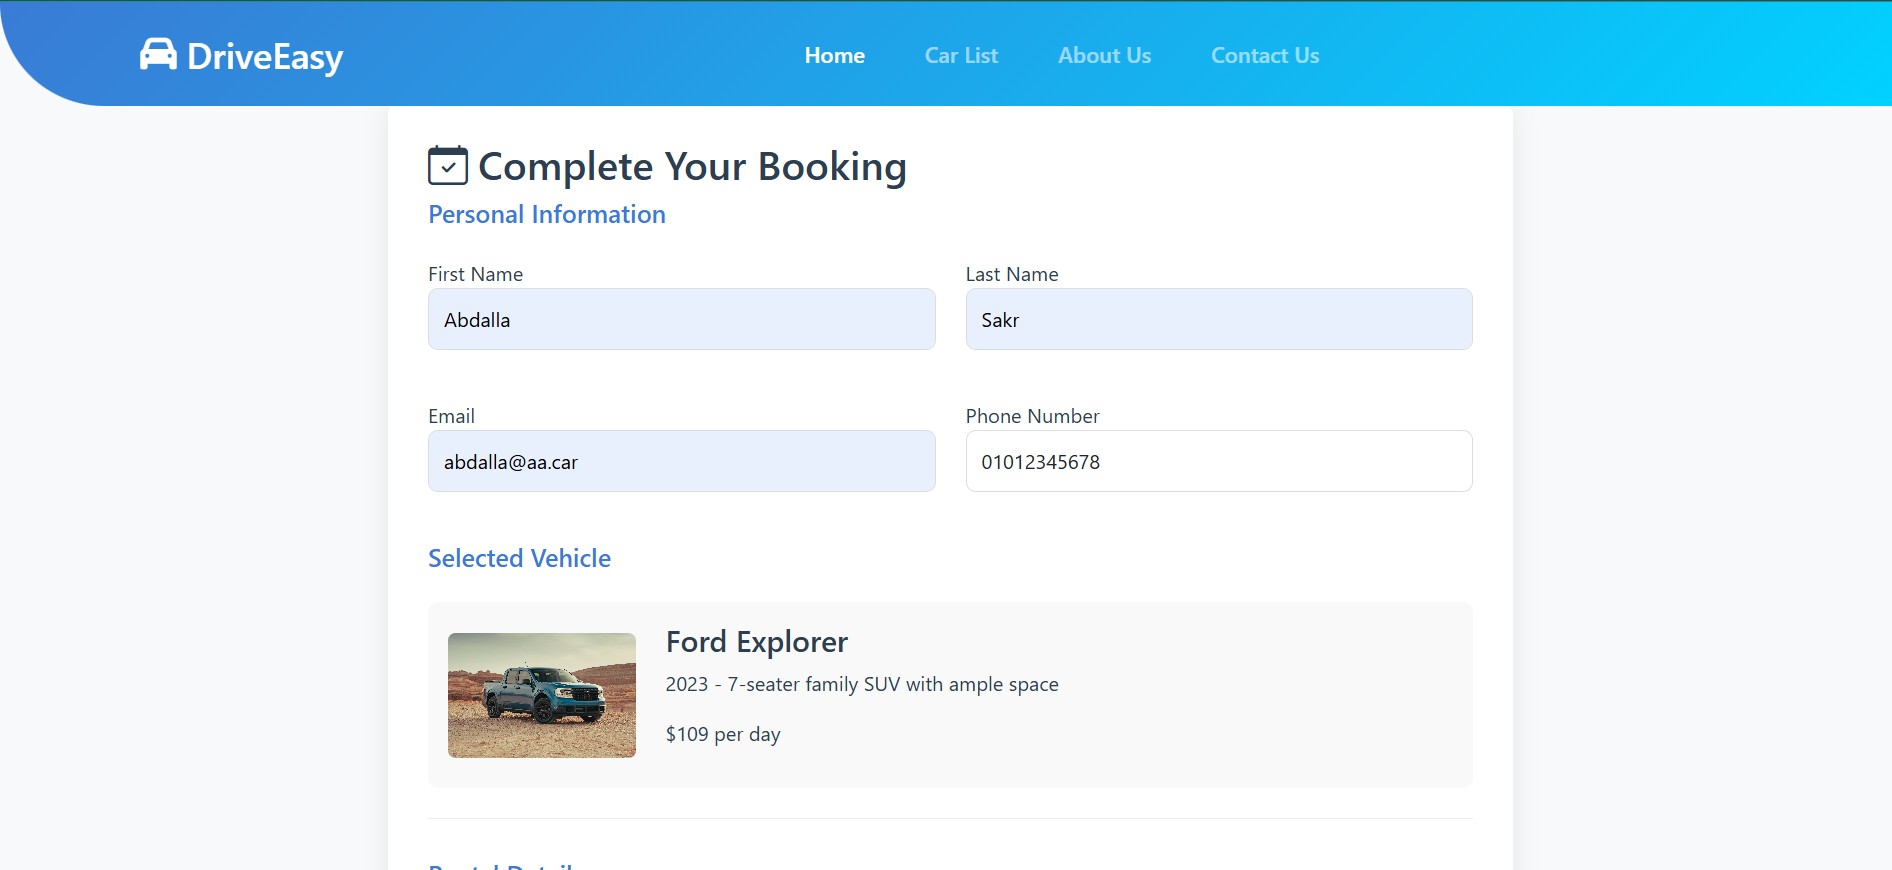 DriveEasy
Home Car List About Us Contact Us
Complete Your Booking
Personal Information
First Name Last Name
Abdalla Sakr
Email Phone Number
abdalla@aa.car 01012345678
Selected Vehicle
Ford Explorer
2023 - 7-seater family SUV with ample space
$109 per day